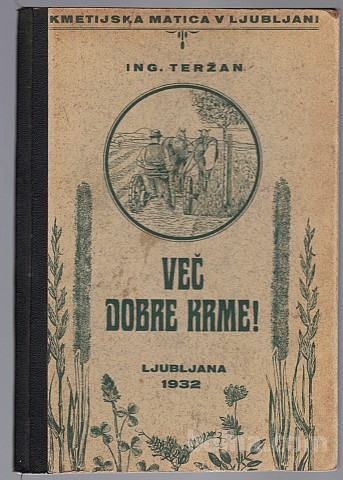 KMETIJSKA MATICA V LJUBLJANI
ING. TERŽAN
VEČ
DOBRE KRME!
LJUBLJANA
1932